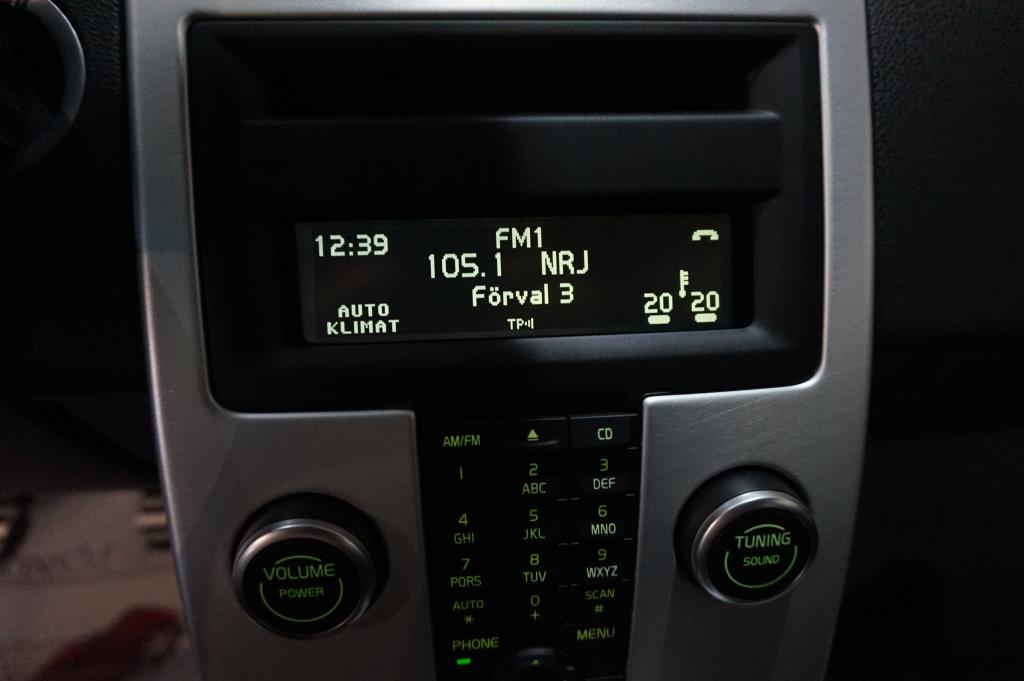 12:39
FM1
105.1 NRJ
Förval 3
AUTO
KLIMAT
TP
20 20
AM/FM
CD
1
2
ABC
3
DEF
4
GHI
5
JKL
6
MNO
7
PQRS
8
TUV
9
WXYZ
AUTO
*
0
+
SCAN
#
PHONE
MENU
VOLUME
POWER
TUNING
SOUND